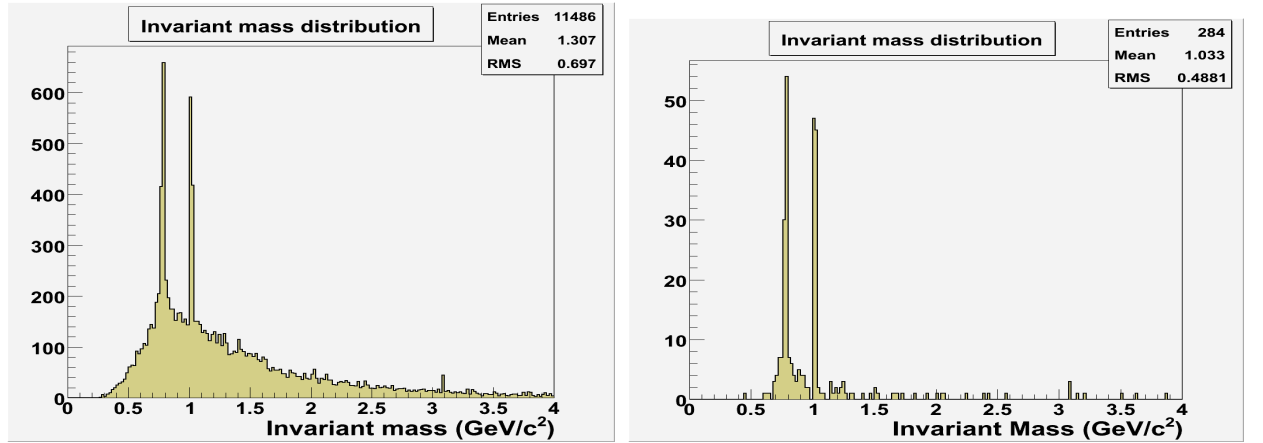 Invariant mass distribution
Entries 11486
Mean 1.307
RMS 0.697
600
500
400
300
200
100
0
0 0.5 1 1.5 2 2.5 3 3.5 4
Invariant mass (GeV/c²)
Invariant mass distribution
Entries 284
Mean 1.033
RMS 0.4881
50
40
30
20
10
0
0 0.5 1 1.5 2 2.5 3 3.5 4
Invariant Mass (GeV/c²)